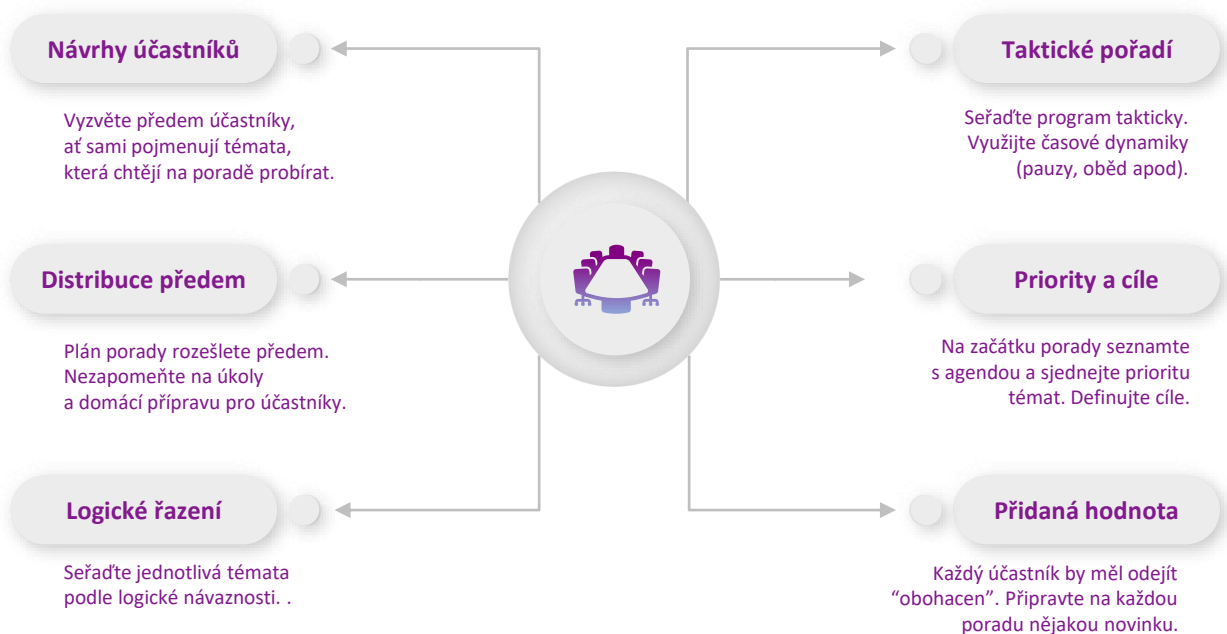 Návrhy účastníků
Vyzvěte předem účastníky,
ať sami pojmenují témata,
která chtějí na poradě probírat.
Distribuce předem
Plán porady rozešlete předem.
Nezapomeňte na úkoly
a domácí přípravu pro účastníky.
Logické řazení
Seřaďte jednotlivá témata
podle logické návaznosti. .
Taktické pořadí
Seřaďte program takticky.
Využijte časové dynamiky
(pauzy, oběd apod).
Priority a cíle
Na začátku porady seznamte
s agendou a sjednejte prioritu
témat. Definujte cíle.
Přidaná hodnota
Každý účastník by měl odejít
“obohacen”. Připravte na každou
poradu nějakou novinku.